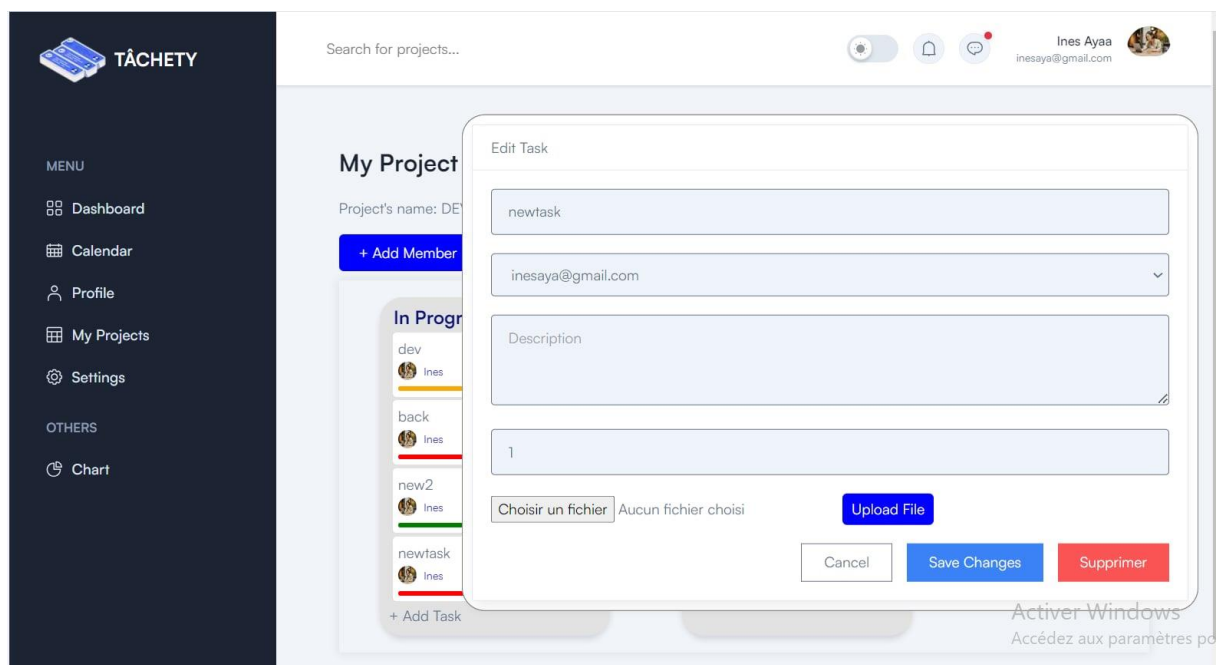 TÂCHETY
Search for projects...
Ines Ayaa
inesaya@gmail.com
MENU
Dashboard
Calendar
Profile
My Projects
Settings
OTHERS
Chart
My Project
Project's name: DE
+ Add Member
In Progr
dev
Ines
back
Ines
new2
Ines
newtask
Ines
+ Add Task
Edit Task
newtask
inesaya@gmail.com
Description
1
Choisir un fichier Aucun fichier choisi
Upload File
Cancel
Save Changes
Supprimer
Activer Windows
Accédez aux paramètres po